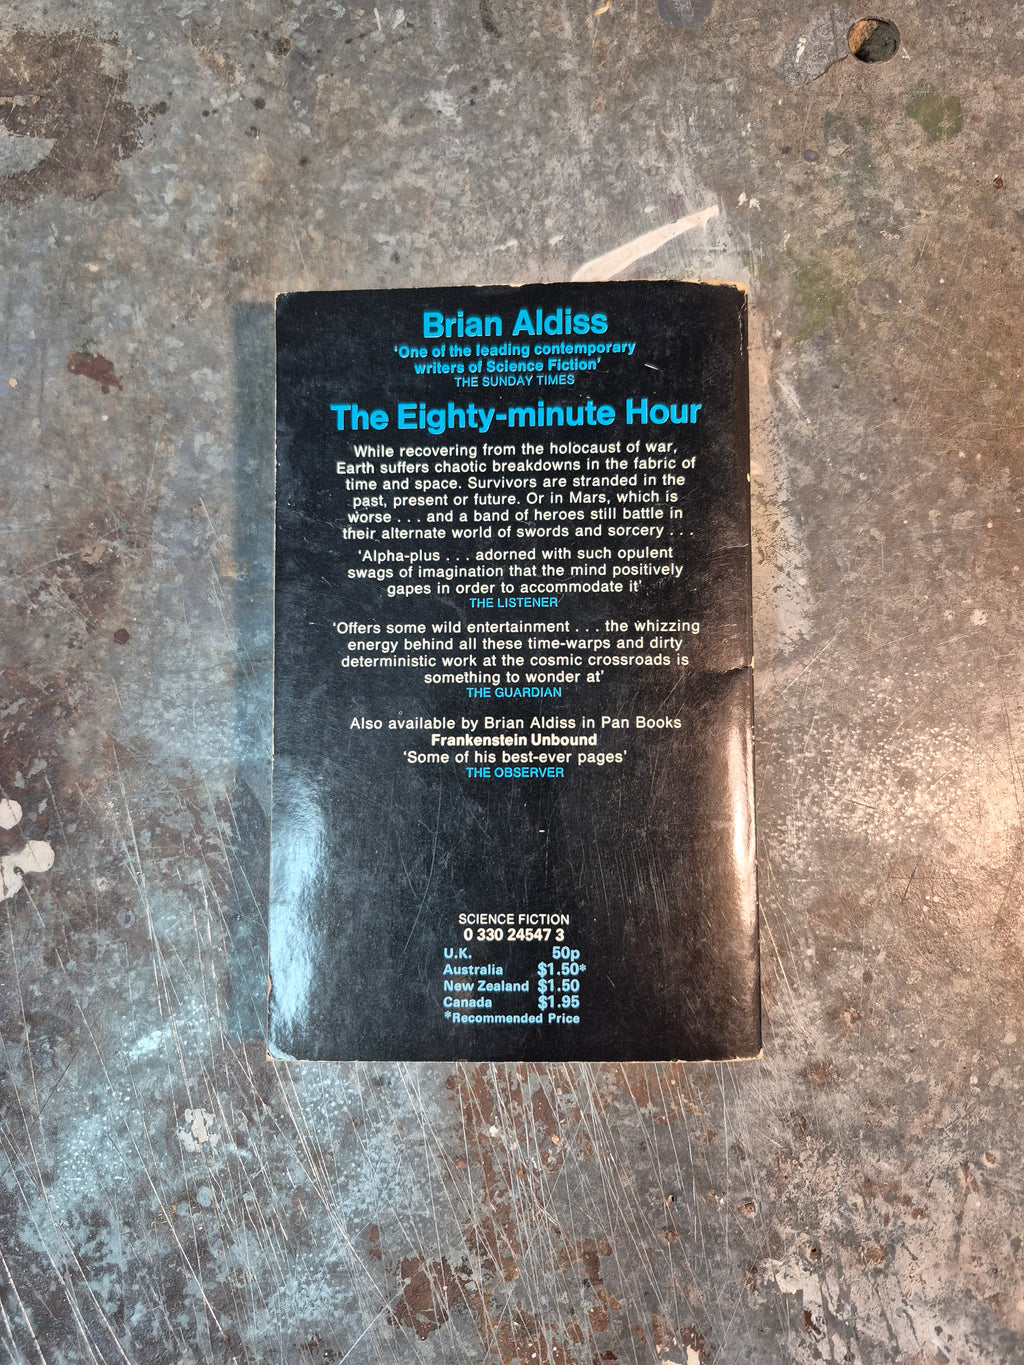 Brian Aldiss
‘One of the leading contemporary
writers of Science Fiction’
THE SUNDAY TIMES
The Eighty-minute Hour
While recovering from the holocaust of war,
Earth suffers chaotic breakdowns in the fabric of
time and space. Survivors are stranded in the
past, present or future. Or in Mars, which is
worse . . . and a band of heroes still battle in
their alternate world of swords and sorcery . . .
‘Alpha-plus . . . adorned with such opulent
swags of imagination that the mind positively
gapes in order to accommodate it’
THE LISTENER
‘Offers some wild entertainment . . . the whizzing
energy behind all these time-warps and dirty
deterministic work at the cosmic crossroads is
something to wonder at’
THE GUARDIAN
Also available by Brian Aldiss in Pan Books
Frankenstein Unbound
‘Some of his best-ever pages’
THE OBSERVER
SCIENCE FICTION
0 330 24547 3
U.K. 50p
Australia $1.50*
New Zealand $1.50
Canada $1.95
*Recommended Price